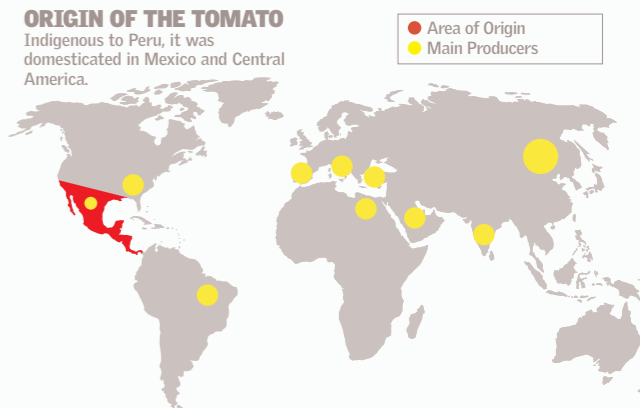 ORIGIN OF THE TOMATO
Indigenous to Peru, it was
domesticated in Mexico and Central
America.
Area of Origin
Main Producers